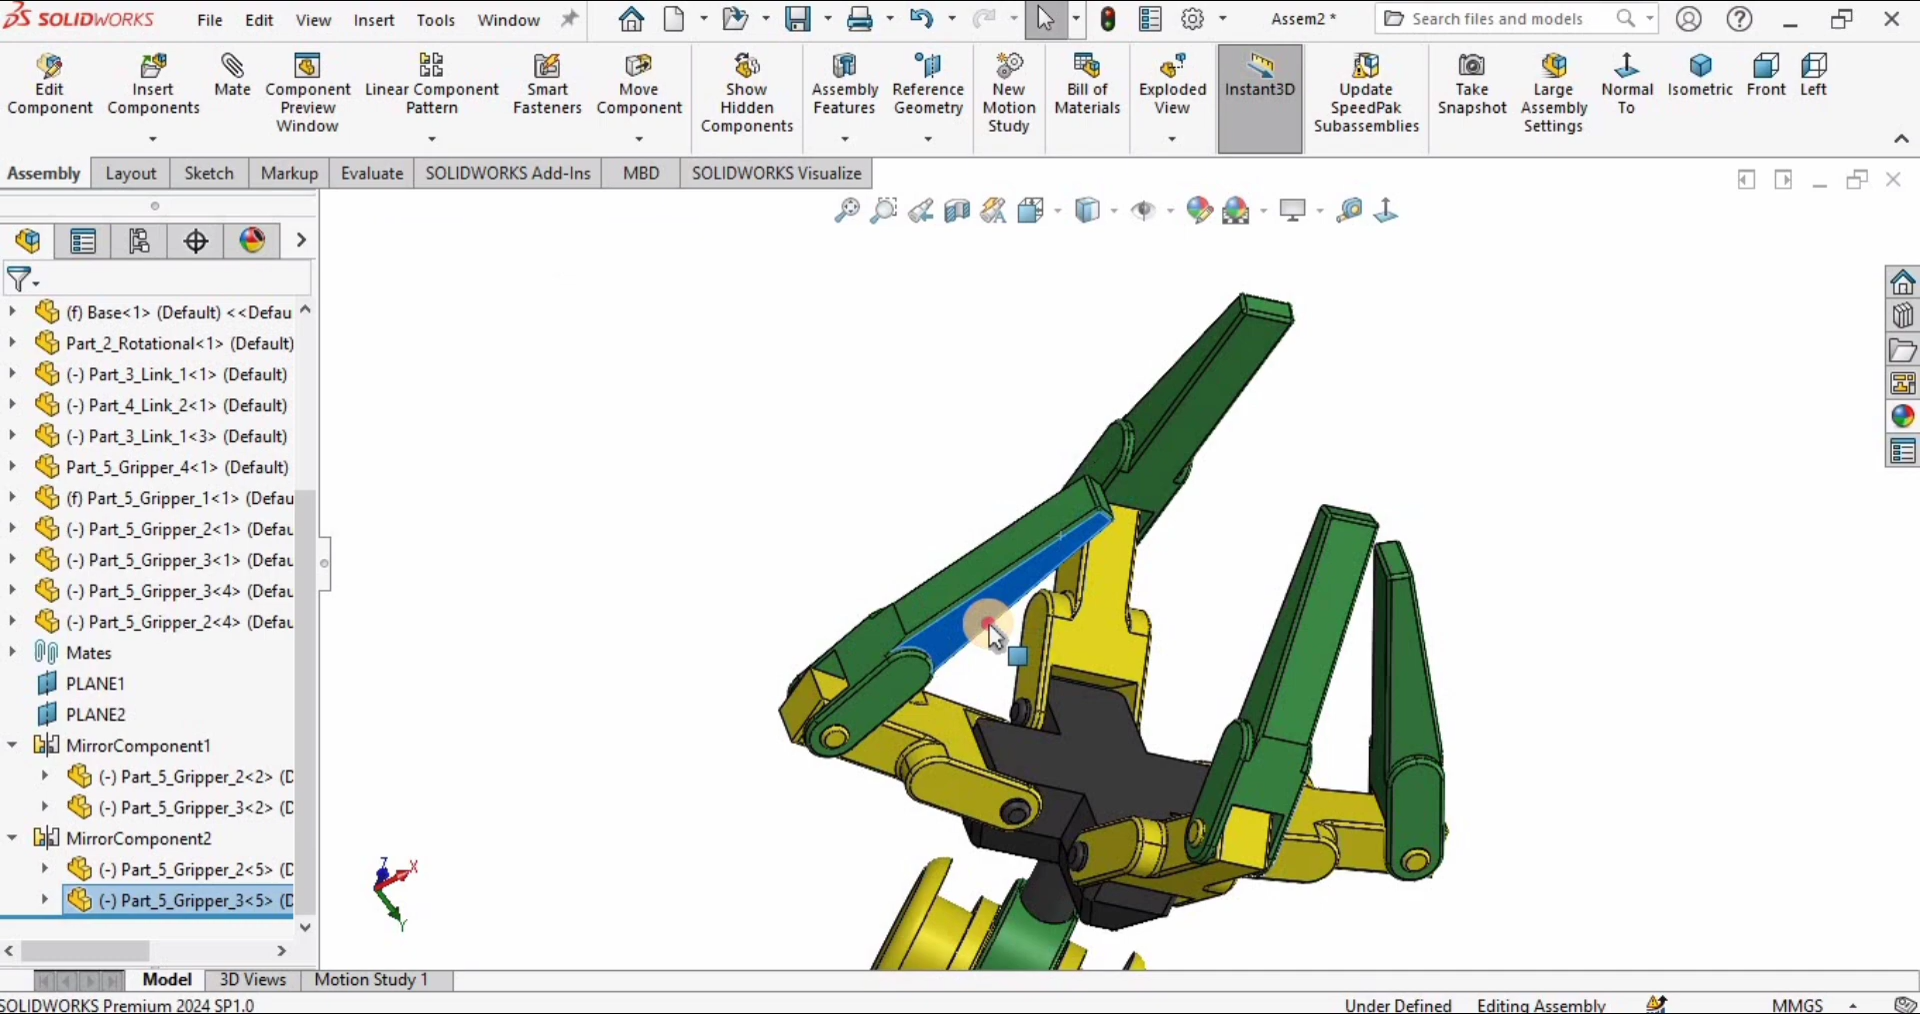 SOLIDWORKS File Edit View Insert Tools Window Assem2 * Search files and models
Edit Component
Insert Components
Mate
Component Preview Window
Linear Component Pattern
Smart Fasteners
Move Component
Show Hidden Components
Assembly Features
Reference Geometry
New Motion Study
Bill of Materials
Exploded View
Instant3D
Update SpeedPak Subassemblies
Take Snapshot
Large Assembly Settings
Normal To
Isometric
Front
Left
Assembly Layout Sketch Markup Evaluate SOLIDWORKS Add-Ins MBD SOLIDWORKS Visualize
(f) Base<1> (Default) <<Defau
Part_2_Rotational<1> (Default)
(-) Part_3_Link_1<1> (Default)
(-) Part_4_Link_2<1> (Default)
(-) Part_3_Link_1<3> (Default)
Part_5_Gripper_4<1> (Default)
(f) Part_5_Gripper_1<1> (Defau
(-) Part_5_Gripper_2<1> (Defau
(-) Part_5_Gripper_3<1> (Defau
(-) Part_5_Gripper_3<4> (Defau
(-) Part_5_Gripper_2<4> (Defau
Mates
PLANE1
PLANE2
MirrorComponent1
(-) Part_5_Gripper_2<2> (D
(-) Part_5_Gripper_3<2> (D
MirrorComponent2
(-) Part_5_Gripper_2<5> (D
(-) Part_5_Gripper_3<5> (D
Z
X
Y
Model 3D Views Motion Study 1
SOLIDWORKS Premium 2024 SP1.0 Under Defined Editing Assembly MMGS